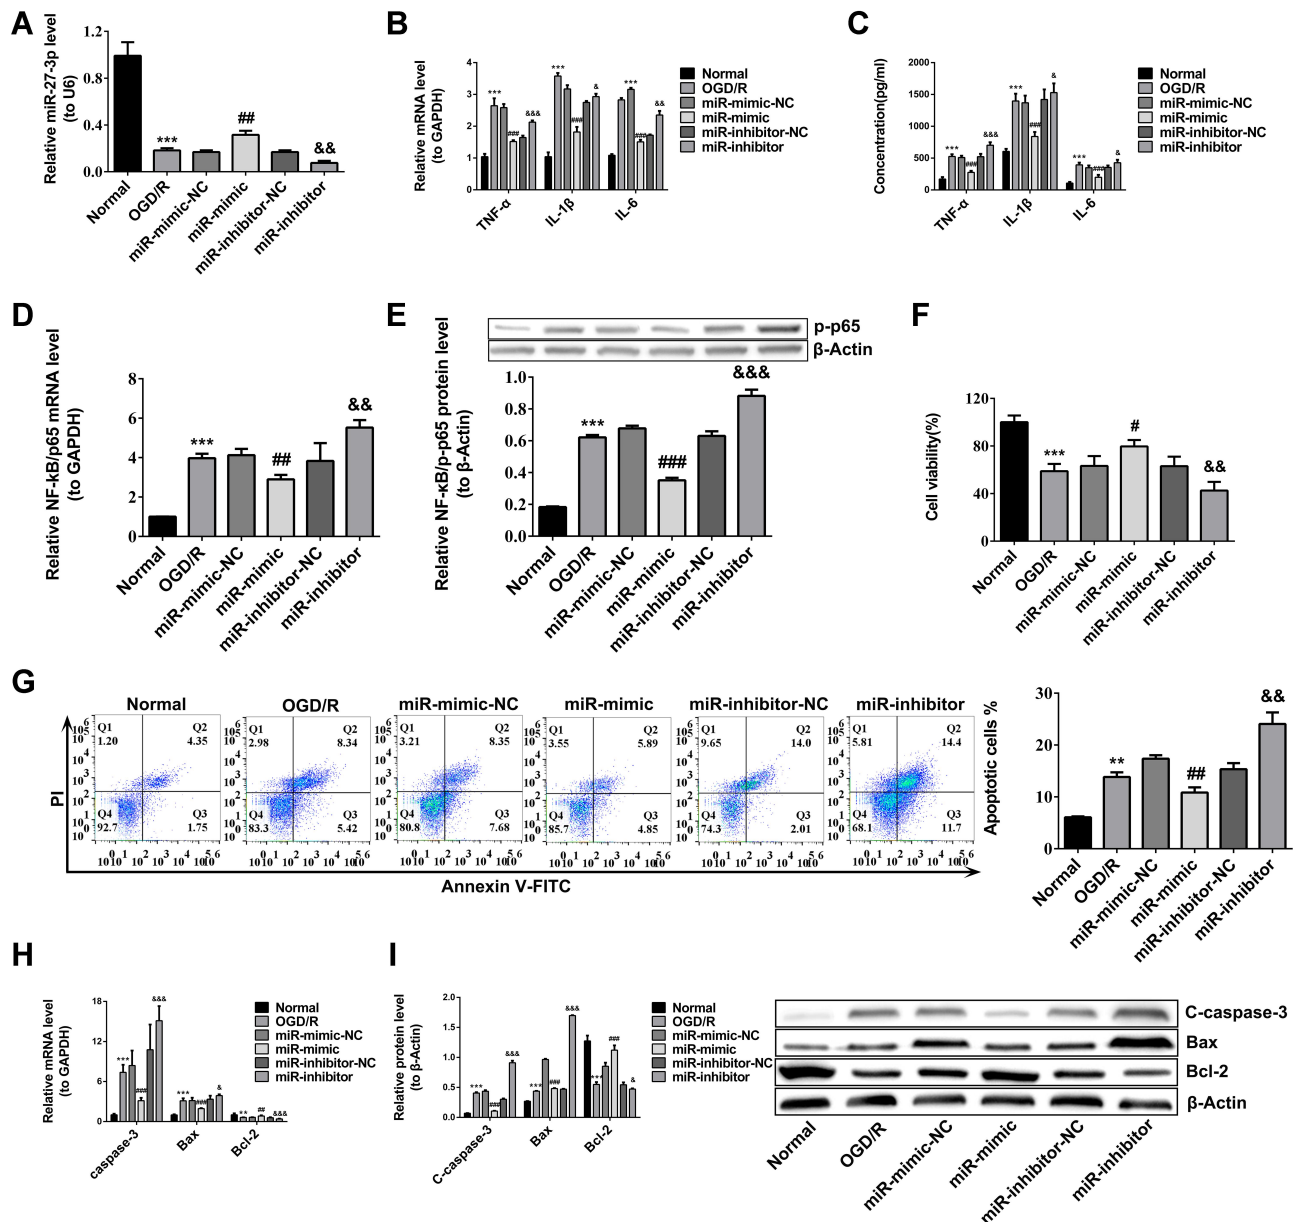 A
Relative miR-27-3p level
(to U6)
1.2
0.8
0.4
0.0
***
##
&&
Normal
OGD/R
miR-mimic-NC
miR-mimic
miR-inhibitor-NC
miR-inhibitor
B
Relative mRNA level
(to GAPDH)
4
3
2
1
0
***
###
&&&
***
###
&
***
###
&&
TNF-α
IL-1β
IL-6
Normal
OGD/R
miR-mimic-NC
miR-mimic
miR-inhibitor-NC
miR-inhibitor
C
Concentration(pg/ml)
2000
1500
1000
500
0
***
###
&&&
***
###
&
***
###
&
TNF-α
IL-1β
IL-6
Normal
OGD/R
miR-mimic-NC
miR-mimic
miR-inhibitor-NC
miR-inhibitor
D
Relative NF-kB/p65 mRNA level
(to GAPDH)
8
6
4
2
0
***
##
&&
Normal
OGD/R
miR-mimic-NC
miR-mimic
miR-inhibitor-NC
miR-inhibitor
E
p-p65
β-Actin
Relative NF-κB/p-p65 protein level
(to β-Actin)
1.0
0.8
0.6
0.4
0.2
0.0
***
###
&&&
Normal
OGD/R
miR-mimic-NC
miR-mimic
miR-inhibitor-NC
miR-inhibitor
F
Cell viability(%)
120
80
40
0
***
#
&&
Normal
OGD/R
miR-mimic-NC
miR-mimic
miR-inhibitor-NC
miR-inhibitor
G
Normal
OGD/R
miR-mimic-NC
miR-mimic
miR-inhibitor-NC
miR-inhibitor
Q1
1.20
Q2
4.35
Q4
92.7
Q3
1.75
Q1
2.98
Q2
8.34
Q4
83.3
Q3
5.42
Q1
3.21
Q2
8.35
Q4
80.8
Q3
7.68
Q1
3.55
Q2
5.89
Q4
85.7
Q3
4.85
Q1
9.65
Q2
14.0
Q4
74.3
Q3
2.01
Q1
5.81
Q2
14.4
Q4
68.1
Q3
11.7
PI
Annexin V-FITC
Apoptotic cells %
30
20
10
0
**
##
&&
Normal
OGD/R
miR-mimic-NC
miR-mimic
miR-inhibitor-NC
miR-inhibitor
H
Relative mRNA level
(to GAPDH)
18
12
6
0
***
###
&&&
***
###
&
**
##
&&&
caspase-3
Bax
Bcl-2
Normal
OGD/R
miR-mimic-NC
miR-mimic
miR-inhibitor-NC
miR-inhibitor
I
Relative protein level
(to β-Actin)
2.0
1.5
1.0
0.5
0.0
***
###
&&&
***
###
&&&
***
###
&
C-caspase-3
Bax
Bcl-2
Normal
OGD/R
miR-mimic-NC
miR-mimic
miR-inhibitor-NC
miR-inhibitor
C-caspase-3
Bax
Bcl-2
β-Actin
Normal
OGD/R
miR-mimic-NC
miR-mimic
miR-inhibitor-NC
miR-inhibitor